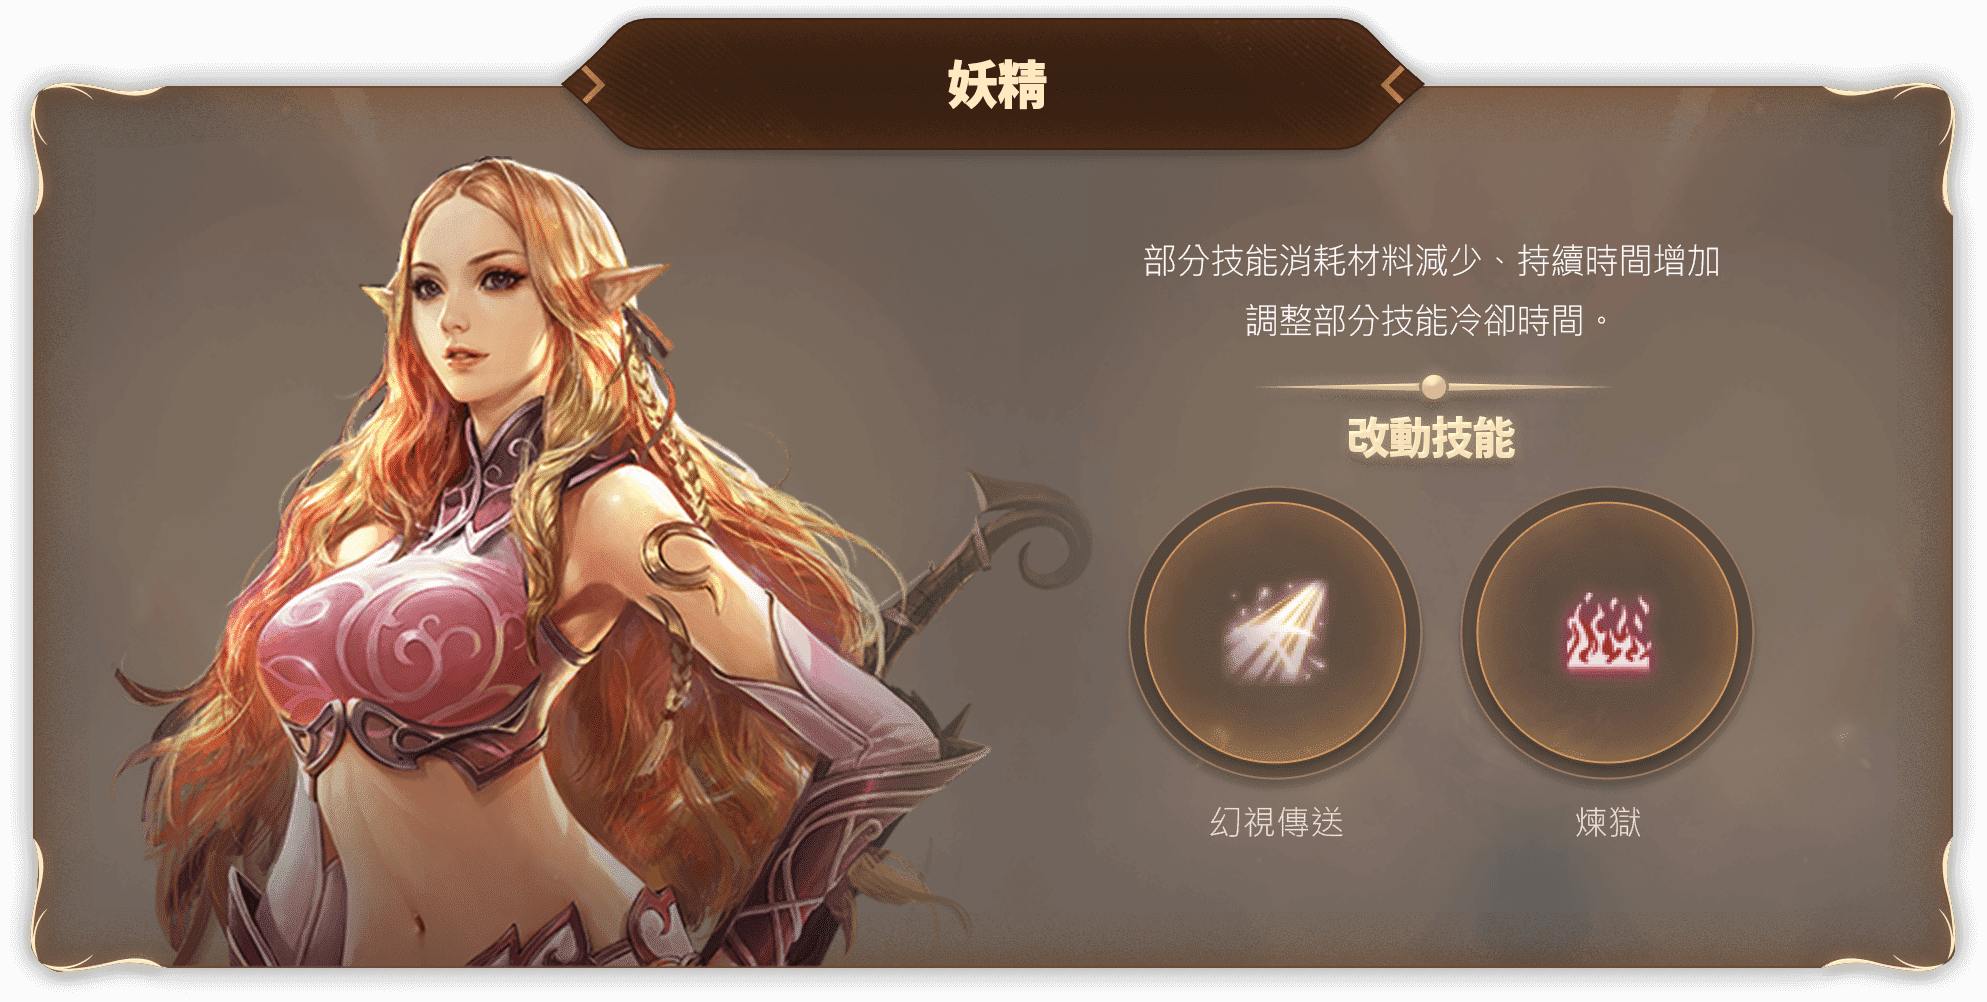 妖精
部分技能消耗材料減少、持續時間增加
調整部分技能冷卻時間。
改動技能
幻視傳送
煉獄